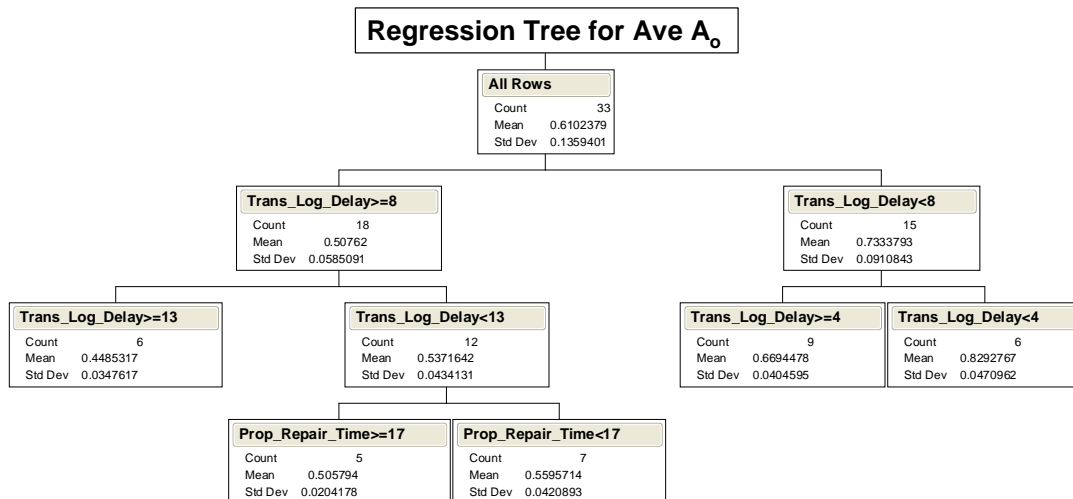 Regression Tree for Ave Ao
All Rows
Count 33
Mean 0.6102379
Std Dev 0.1359401
Trans_Log_Delay>=8
Count 18
Mean 0.50762
Std Dev 0.0585091
Trans_Log_Delay<8
Count 15
Mean 0.7333793
Std Dev 0.0910843
Trans_Log_Delay>=13
Count 6
Mean 0.4485317
Std Dev 0.0347617
Trans_Log_Delay<13
Count 12
Mean 0.5371642
Std Dev 0.0434131
Trans_Log_Delay>=4
Count 9
Mean 0.6694478
Std Dev 0.0404595
Trans_Log_Delay<4
Count 6
Mean 0.8292767
Std Dev 0.0470962
Prop_Repair_Time>=17
Count 5
Mean 0.505794
Std Dev 0.0204178
Prop_Repair_Time<17
Count 7
Mean 0.5595714
Std Dev 0.0420893